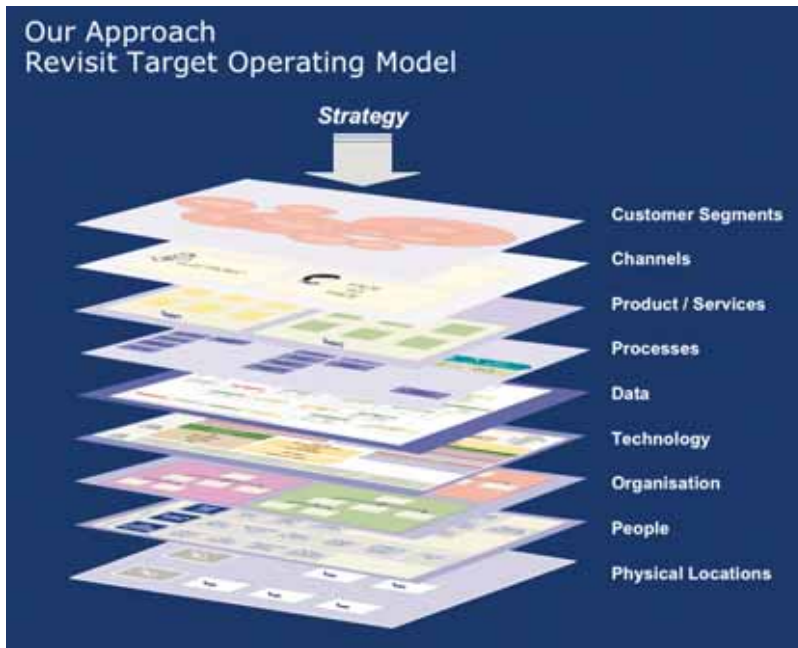 Our Approach
Revisit Target Operating Model
Strategy
Customer Segments
Channels
Product / Services
Processes
Data
Technology
Organisation
People
Physical Locations